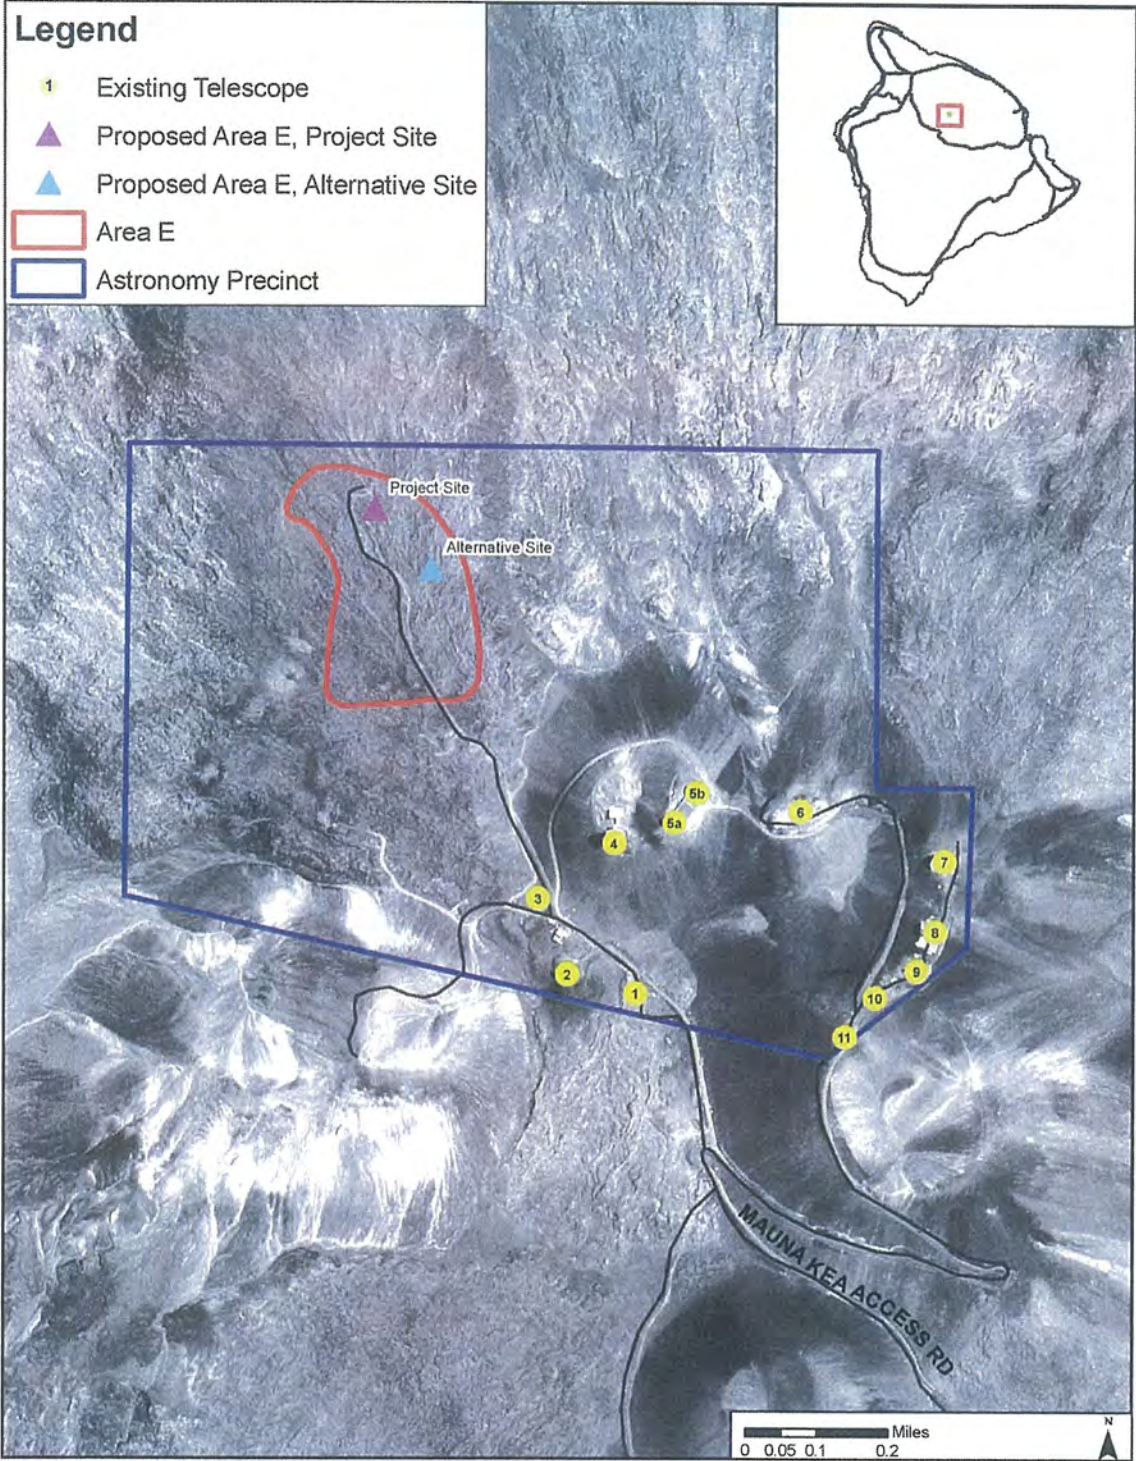 Legend
1 Existing Telescope
Proposed Area E, Project Site
Proposed Area E, Alternative Site
Area E
Astronomy Precinct
Project Site
Alternative Site
5b
6
5a
4
7
3
8
9
2
1
10
11
MAUNA KEA ACCESS RD
Miles
0 0.05 0.1 0.2
N